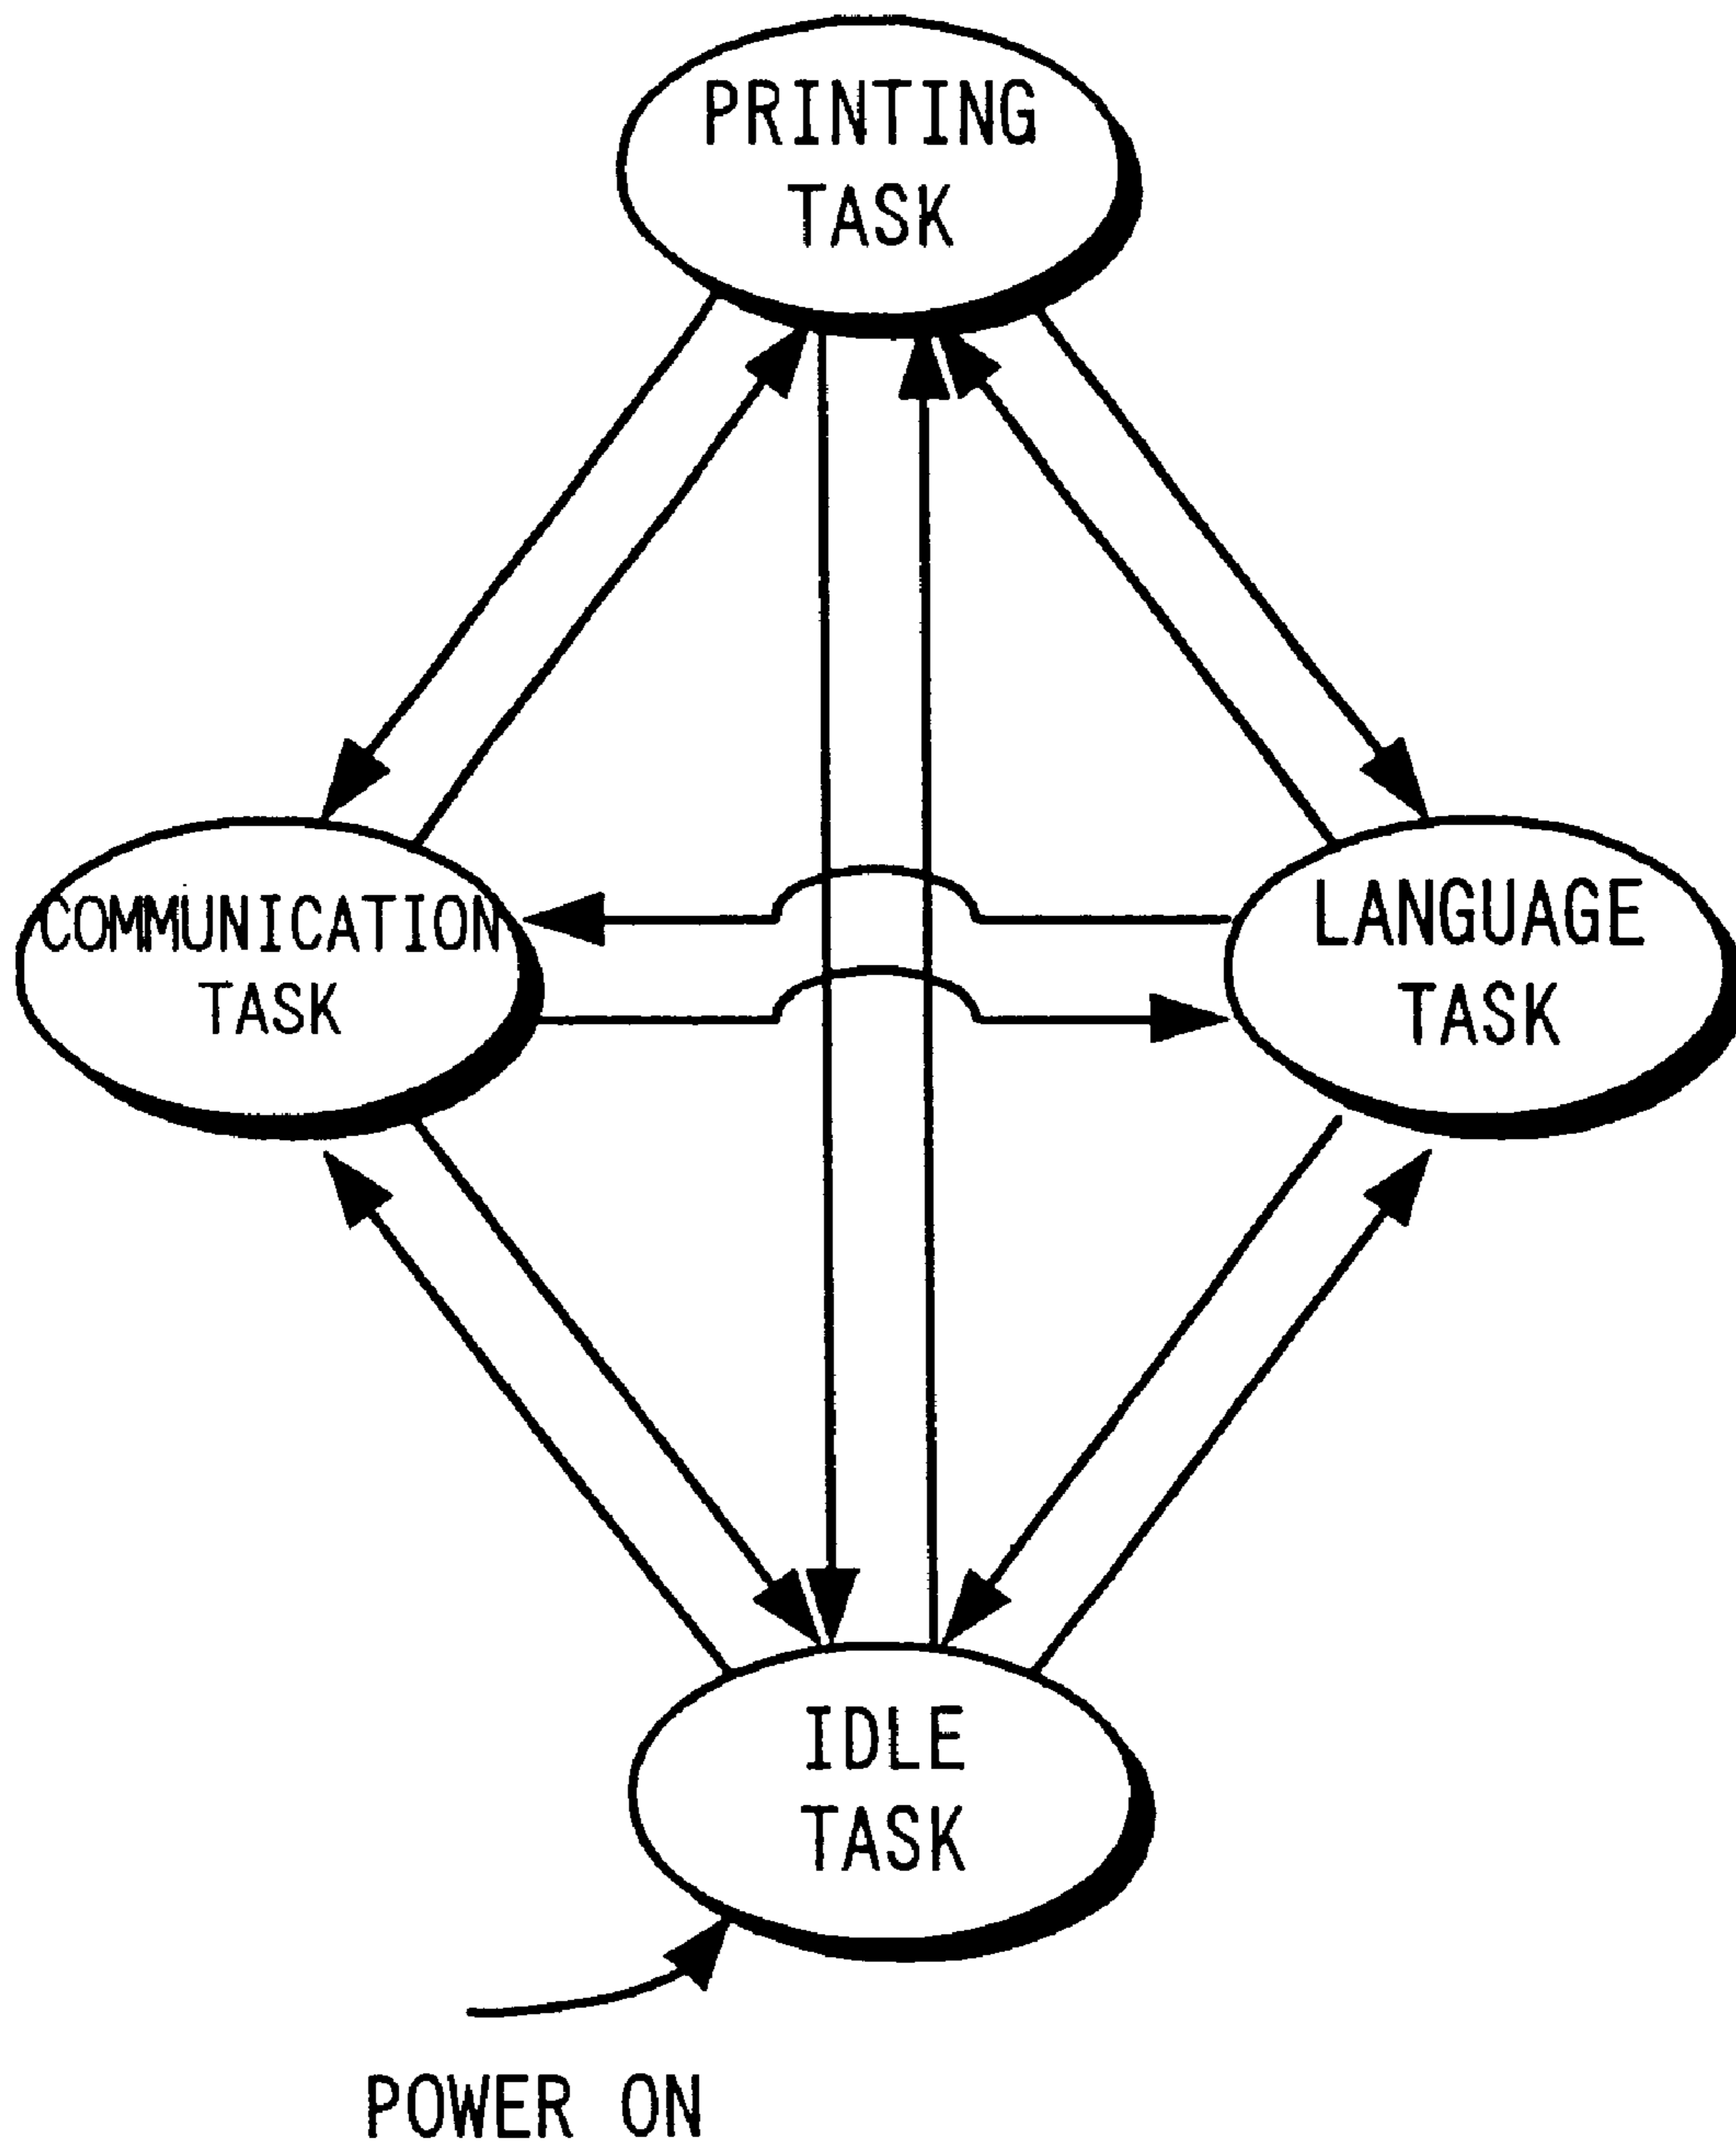 PRINTING
TASK
COMMUNICATION
TASK
LANGUAGE
TASK
IDLE
TASK
POWER ON